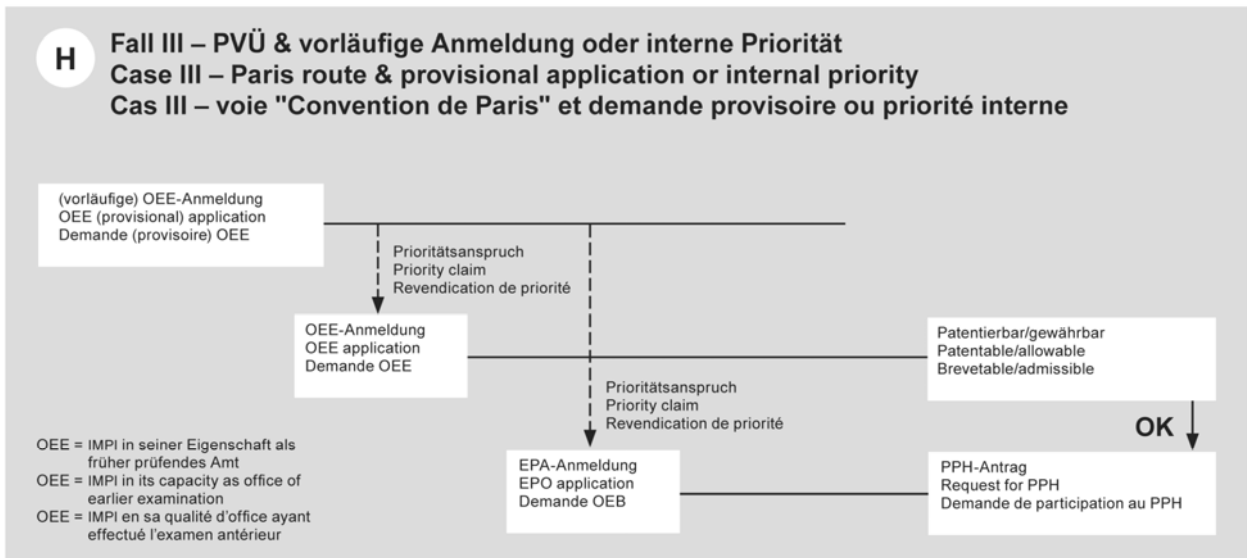 H
Fall III – PVÜ & vorläufige Anmeldung oder interne Priorität
Case III – Paris route & provisional application or internal priority
Cas III – voie "Convention de Paris" et demande provisoire ou priorité interne
(vorläufige) OEE-Anmeldung
OEE (provisional) application
Demande (provisoire) OEE
Prioritätsanspruch
Priority claim
Revendication de priorité
OEE-Anmeldung
OEE application
Demande OEE
Patentierbar/gewährbar
Patentable/allowable
Brevetable/admissible
Prioritätsanspruch
Priority claim
Revendication de priorité
OK
OEE = IMPI in seiner Eigenschaft als
früher prüfendes Amt
OEE = IMPI in its capacity as office of
earlier examination
OEE = IMPI en sa qualité d'office ayant
effectué l'examen antérieur
EPA-Anmeldung
EPO application
Demande OEB
PPH-Antrag
Request for PPH
Demande de participation au PPH